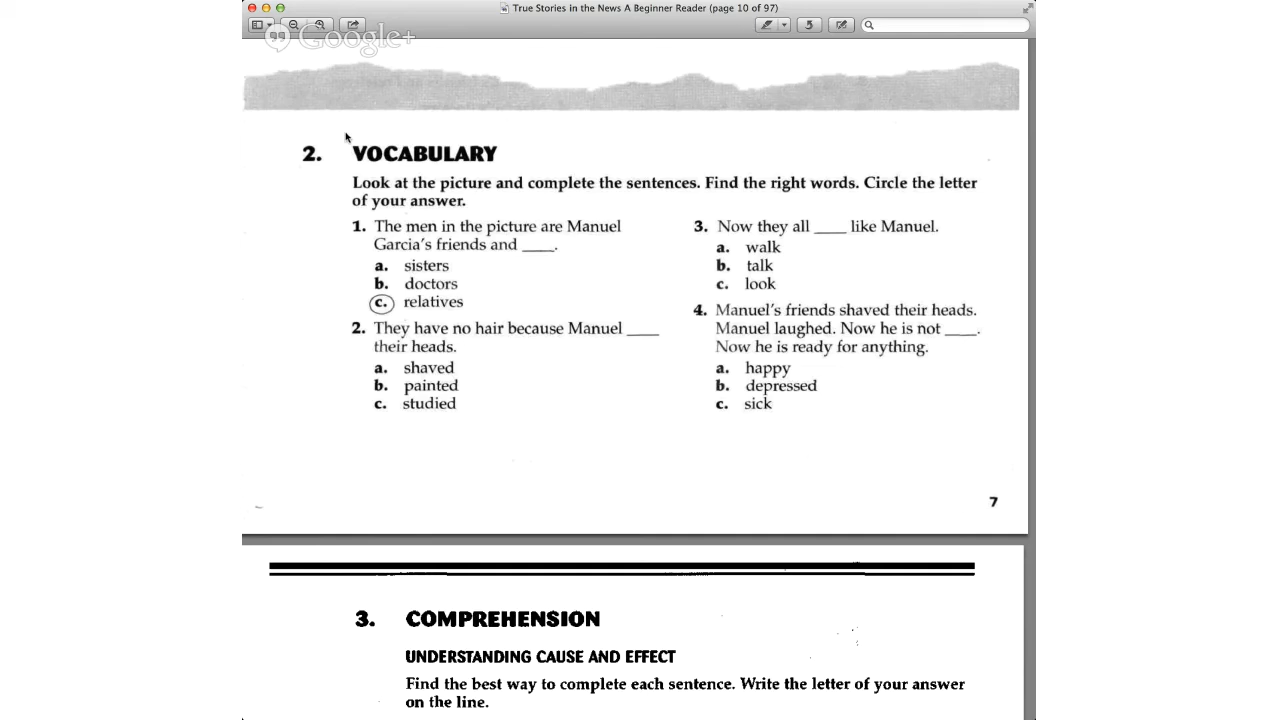 True Stories in the News A Beginner Reader (page 10 of 97)
Google+
2. VOCABULARY
Look at the picture and complete the sentences. Find the right words. Circle the letter
of your answer.
1. The men in the picture are Manuel
Garcia's friends and ____.
a. sisters
b. doctors
c. relatives
2. They have no hair because Manuel ____
their heads.
a. shaved
b. painted
c. studied
3. Now they all ____ like Manuel.
a. walk
b. talk
c. look
4. Manuel's friends shaved their heads.
Manuel laughed. Now he is not ____.
Now he is ready for anything.
a. happy
b. depressed
c. sick
7
3. COMPREHENSION
UNDERSTANDING CAUSE AND EFFECT
Find the best way to complete each sentence. Write the letter of your answer
on the line.